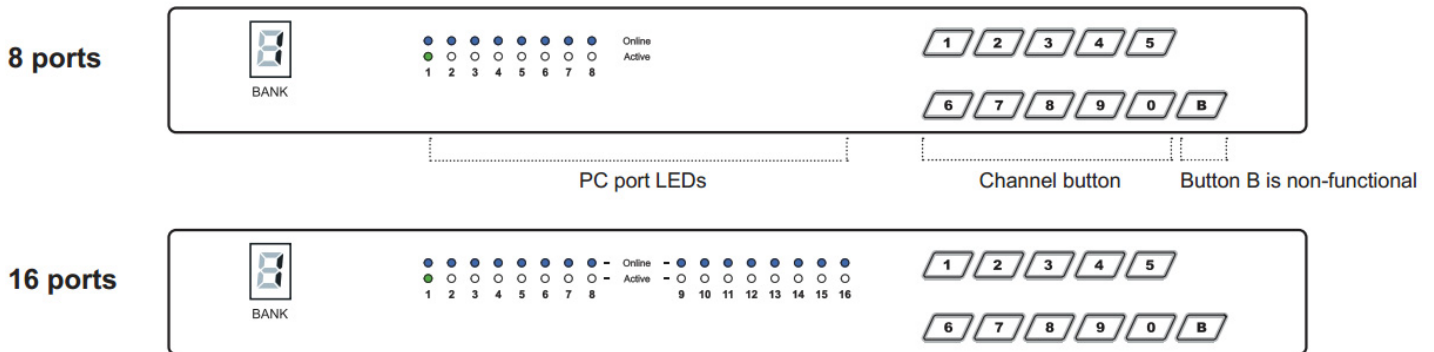 8 ports
BANK
Online
Active
1 2 3 4 5 6 7 8
1 2 3 4 5
6 7 8 9 0 B
PC port LEDs
Channel button
Button B is non-functional
16 ports
BANK
- Online -
- Active -
1 2 3 4 5 6 7 8 9 10 11 12 13 14 15 16
1 2 3 4 5
6 7 8 9 0 B